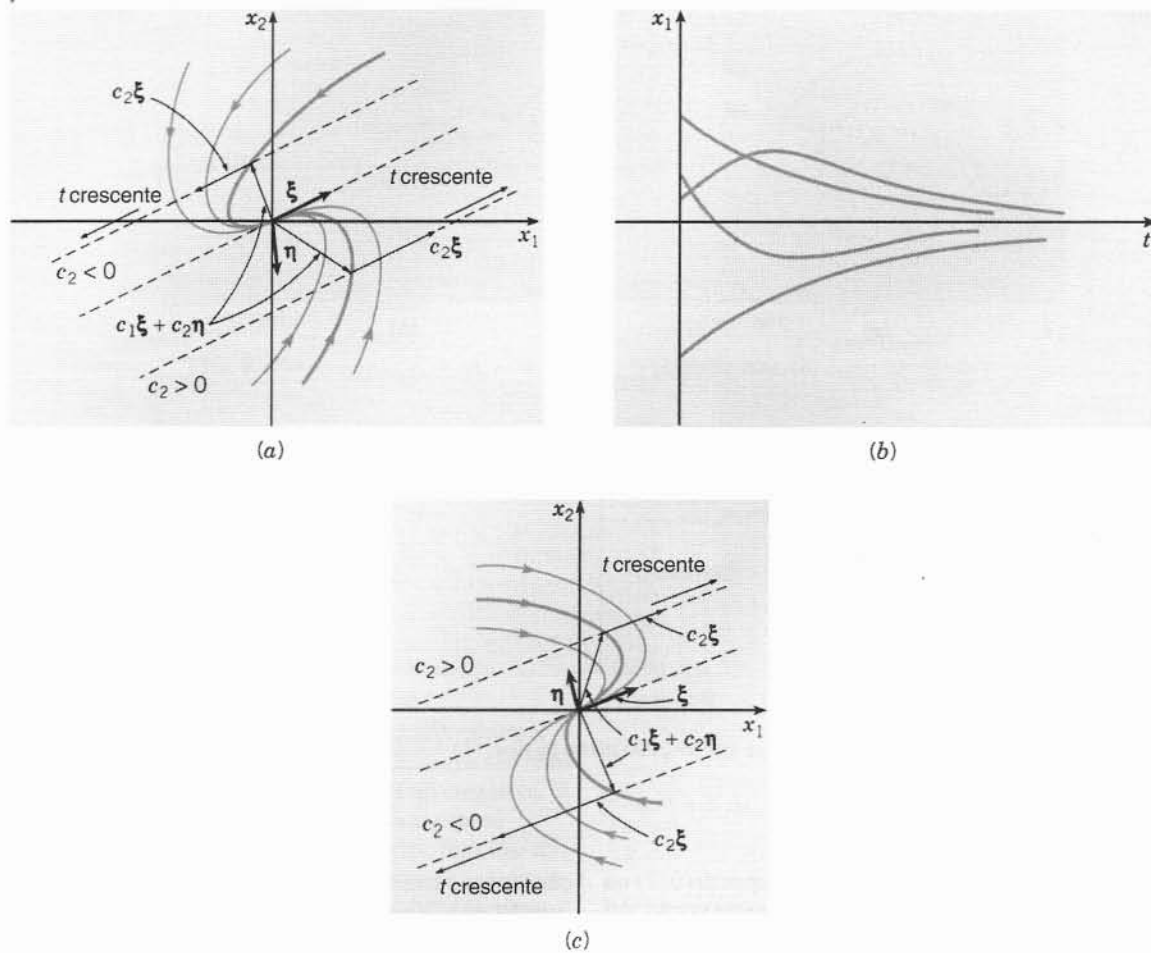 x₂
c₂ξ
t crescente
ξ
t crescente
x₁
c₂ξ
η
c₂ < 0
c₁ξ + c₂η
c₂ > 0
(a)
x₁
t
(b)
x₂
t crescente
c₂ξ
c₂ > 0
η
ξ
x₁
c₁ξ + c₂η
c₂ < 0
c₂ξ
t crescente
(c)